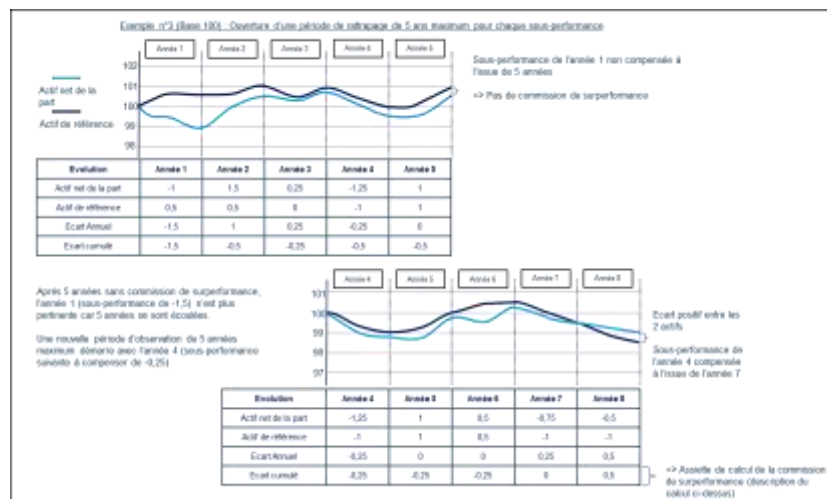 Exemple n°3 (Base 100) : Ouverture d'une période de rattrapage de 5 ans maximum pour chaque sous-performance
Année 1 Année 2 Année 3 Année 4 Année 5
102
101
100
99
98
Actif net de la part
Actif de référence
Sous-performance de l'année 1 non compensée à
l'issue de 5 années
=> Pas de commission de surperformance
Evolution Année 1 Année 2 Année 3 Année 4 Année 5
Actif net de la part -1 1,5 0,25 -1,25 1
Actif de référence 0,5 0,5 0 -1 1
Ecart Annuel -1,5 1 0,25 -0,25 0
Ecart cumulé -1,5 -0,5 -0,25 -0,5 -0,5
Après 5 années sans commission de surperformance,
l'année 1 (sous-performance de -1,5) n'est plus
pertinente car 5 années se sont écoulées.
Une nouvelle période d'observation de 5 années
maximum démarre avec l'année 4 (sous-performance
suivante à compenser de -0,25)
Année 4 Année 5 Année 6 Année 7 Année 8
101
100
99
98
97
Ecart positif entre les
2 actifs
Sous-performance de
l'année 4 compensée
à l'issue de l'année 7
Evolution Année 4 Année 5 Année 6 Année 7 Année 8
Actif net de la part -1,25 1 0,5 -0,75 -0,5
Actif de référence -1 1 0,5 -1 -1
Ecart Annuel -0,25 0 0 0,25 0,5
Ecart cumulé -0,25 -0,25 -0,25 0 0,5
=> Assiette de calcul de la commission
de surperformance (description du
calcul ci-dessus)